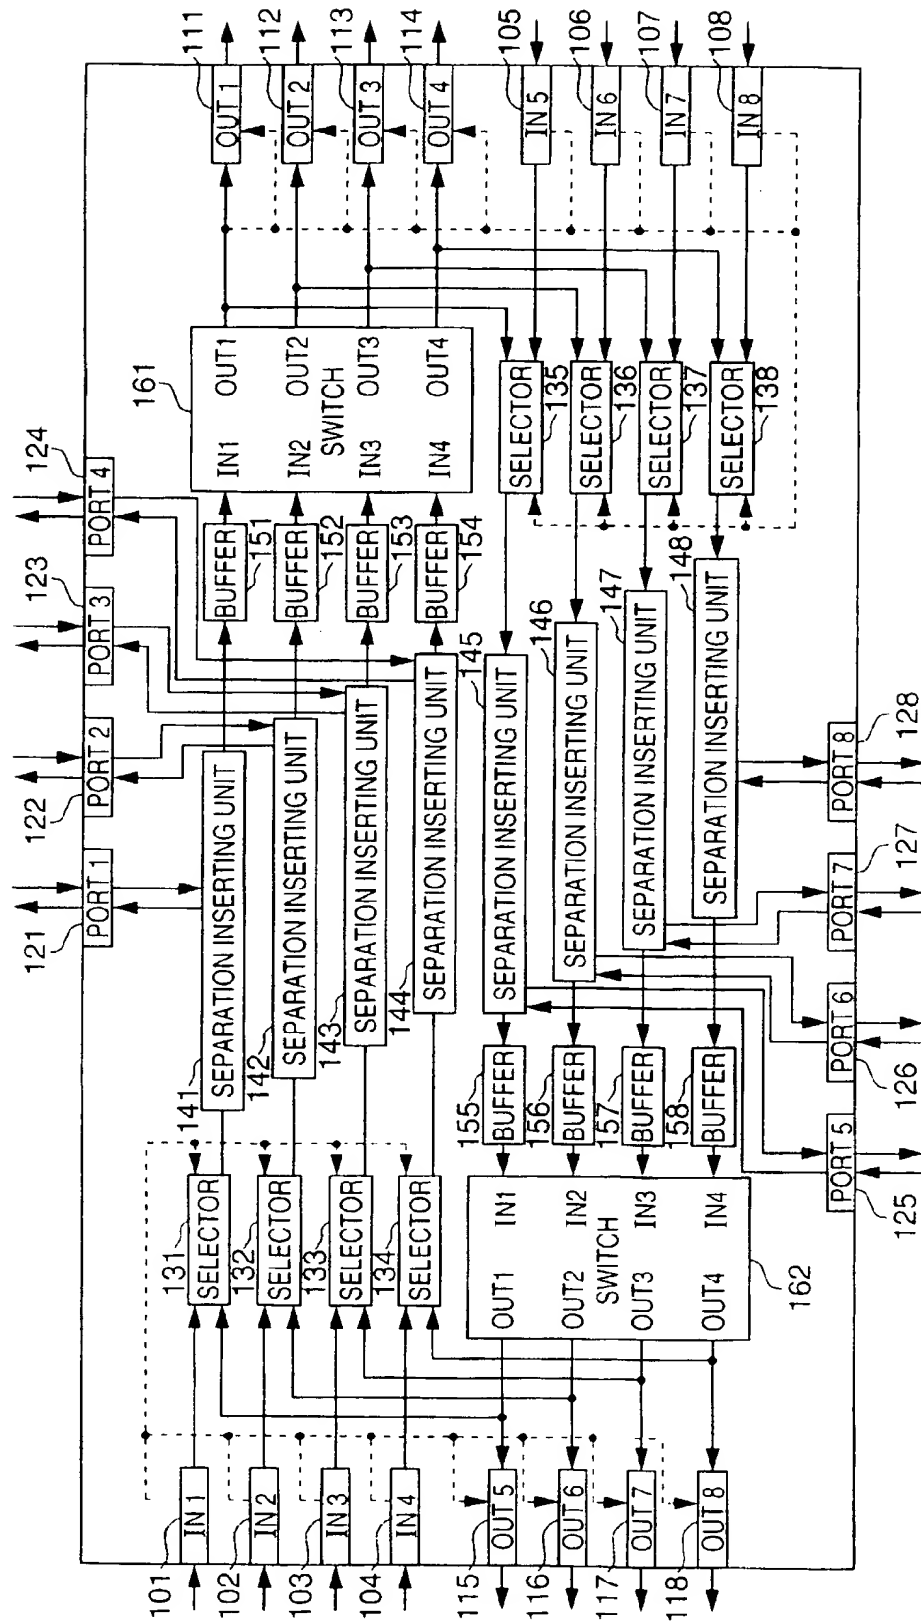 121 PORT 1
122 PORT 2
123 PORT 3
124 PORT 4
101 IN 1
102 IN 2
103 IN 3
104 IN 4
131 SELECTOR
132 SELECTOR
133 SELECTOR
134 SELECTOR
141 SEPARATION INSERTING UNIT
142 SEPARATION INSERTING UNIT
143 SEPARATION INSERTING UNIT
144 SEPARATION INSERTING UNIT
BUFFER 151
BUFFER 152
BUFFER 153
BUFFER 154
161
IN1 OUT1
IN2 OUT2
SWITCH
IN3 OUT3
IN4 OUT4
111 OUT 1
112 OUT 2
113 OUT 3
114 OUT 4
115 OUT 5
116 OUT 6
117 OUT 7
118 OUT 8
OUT1 IN1
OUT2 IN2
SWITCH
OUT3 IN3
OUT4 IN4
162
155 BUFFER
156 BUFFER
157 BUFFER
158 BUFFER
145 SEPARATION INSERTING UNIT
146 SEPARATION INSERTING UNIT
147 SEPARATION INSERTING UNIT
148 SEPARATION INSERTING UNIT
SELECTOR 135
SELECTOR 136
SELECTOR 137
SELECTOR 138
105 IN 5
106 IN 6
107 IN 7
108 IN 8
PORT 5 125
PORT 6 126
PORT 7 127
PORT 8 128